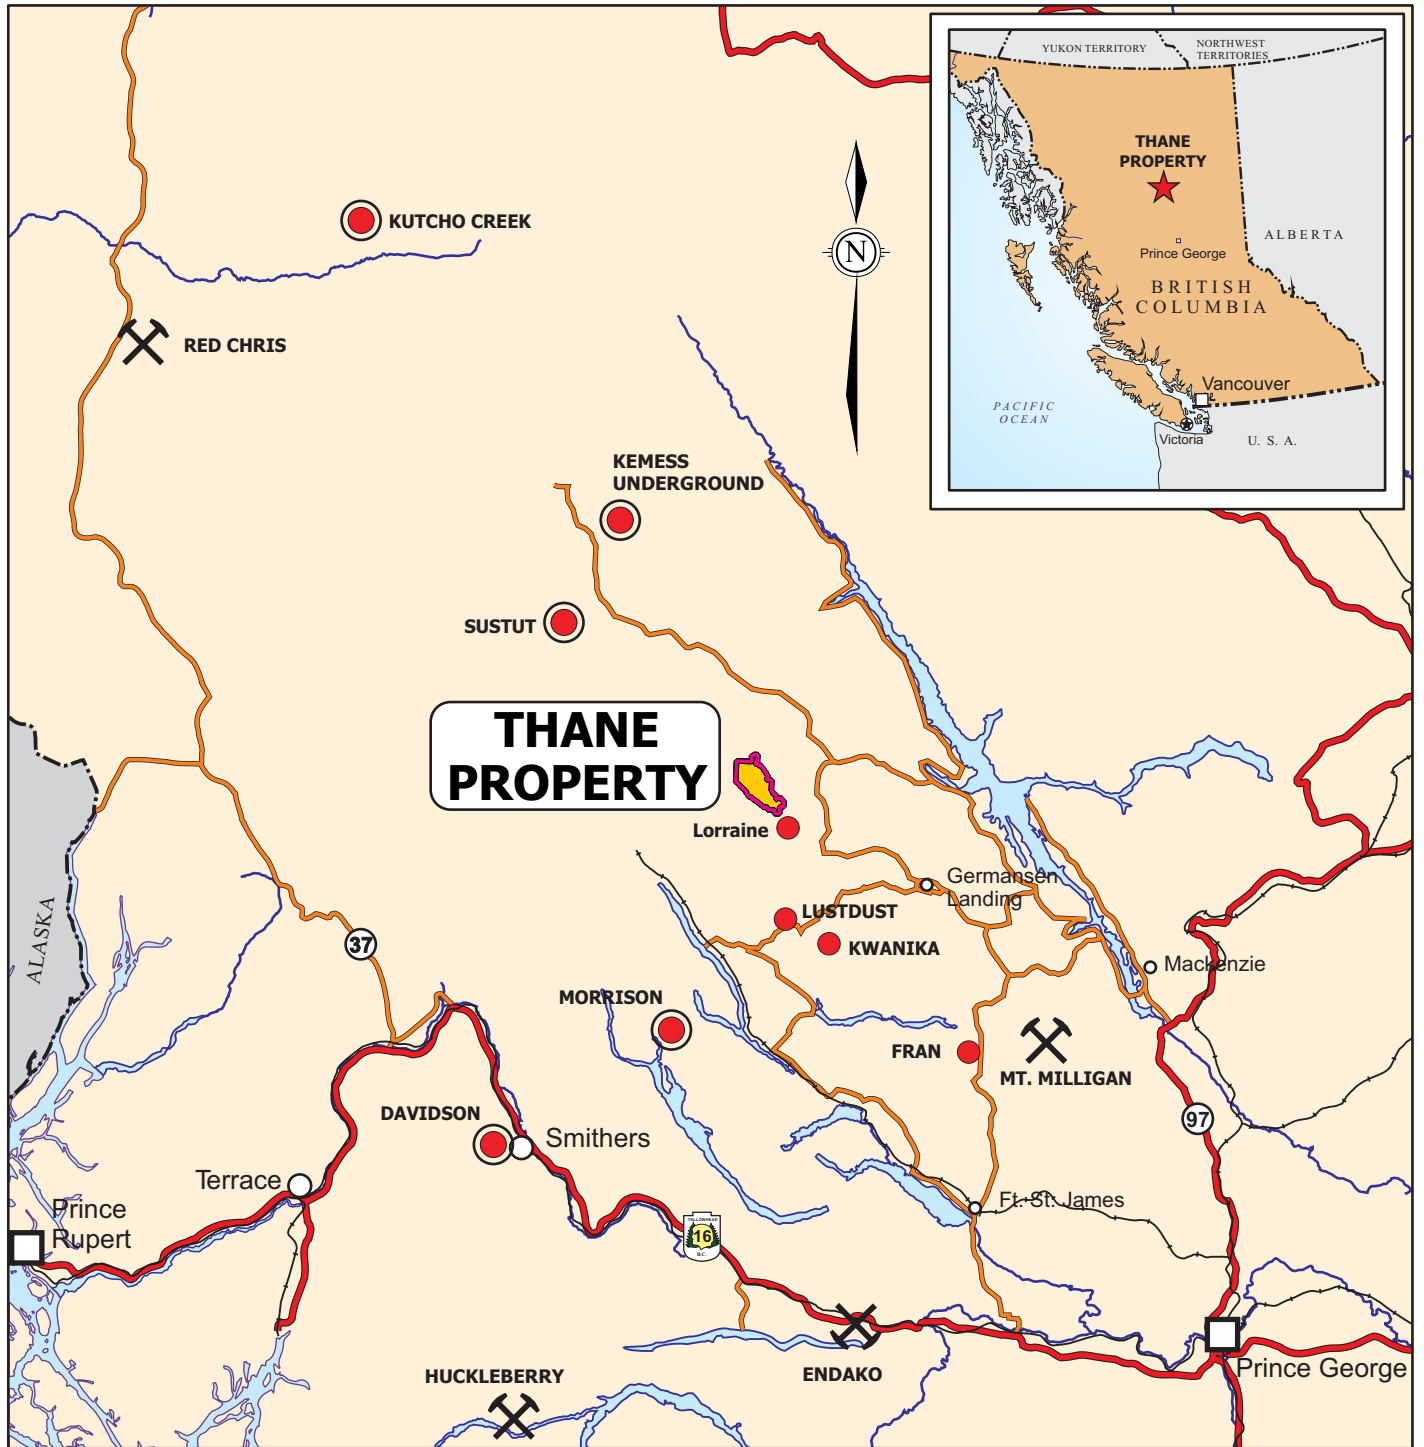 YUKON TERRITORY
NORTHWEST
TERRITORIES
THANE
PROPERTY
Prince George
ALBERTA
BRITISH
COLUMBIA
Vancouver
PACIFIC
OCEAN
Victoria
U. S. A.
KUTCHO CREEK
N
RED CHRIS
KEMESS
UNDERGROUND
SUSTUT
THANE
PROPERTY
Lorraine
Germansen
Landing
ALASKA
LUSTDUST
37
KWANIKA
Mackenzie
MORRISON
FRAN
MT. MILLIGAN
DAVIDSON
97
Smithers
Terrace
Ft. St. James
Prince
Rupert
YELLOWHEAD
16
B.C.
Prince George
HUCKLEBERRY
ENDAKO